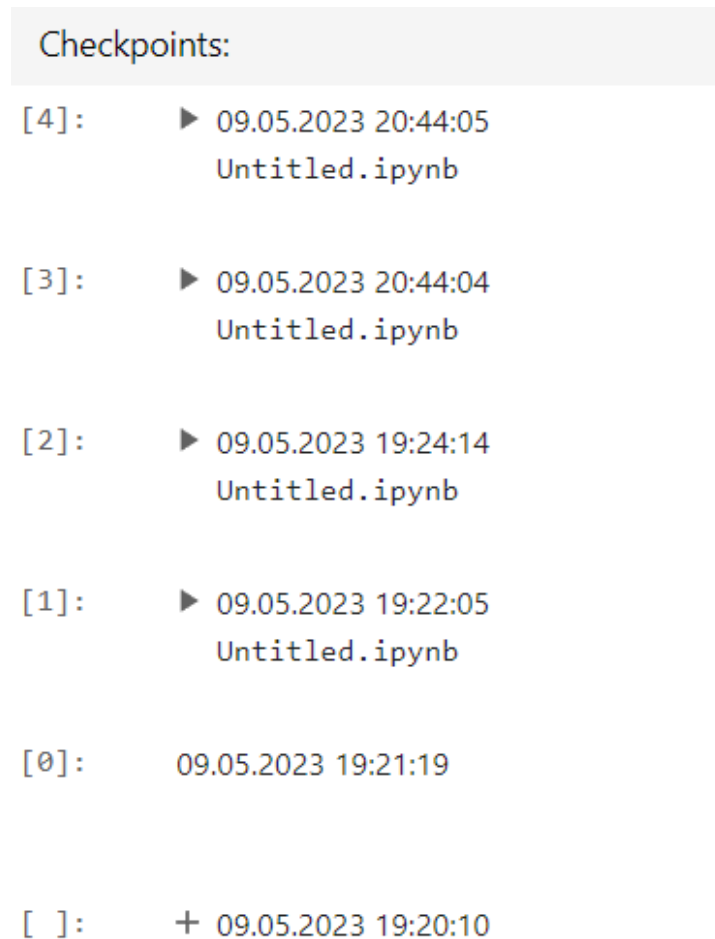 Checkpoints:
[4]: ▶ 09.05.2023 20:44:05
Untitled.ipynb
[3]: ▶ 09.05.2023 20:44:04
Untitled.ipynb
[2]: ▶ 09.05.2023 19:24:14
Untitled.ipynb
[1]: ▶ 09.05.2023 19:22:05
Untitled.ipynb
[0]: 09.05.2023 19:21:19
[ ]: + 09.05.2023 19:20:10